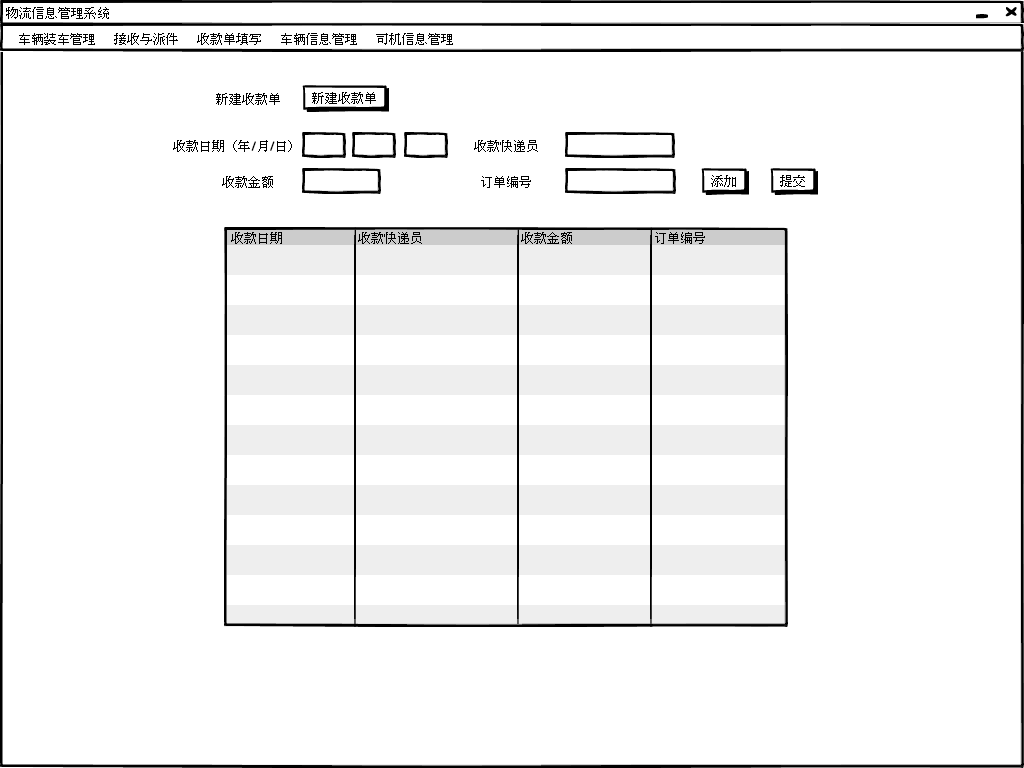 物流信息管理系统
车辆装车管理 接收与派件 收款单填写 车辆信息管理 司机信息管理
新建收款单 新建收款单
收款日期（年/月/日） 收款快递员
收款金额 订单编号 添加 提交
收款日期 收款快递员 收款金额 订单编号